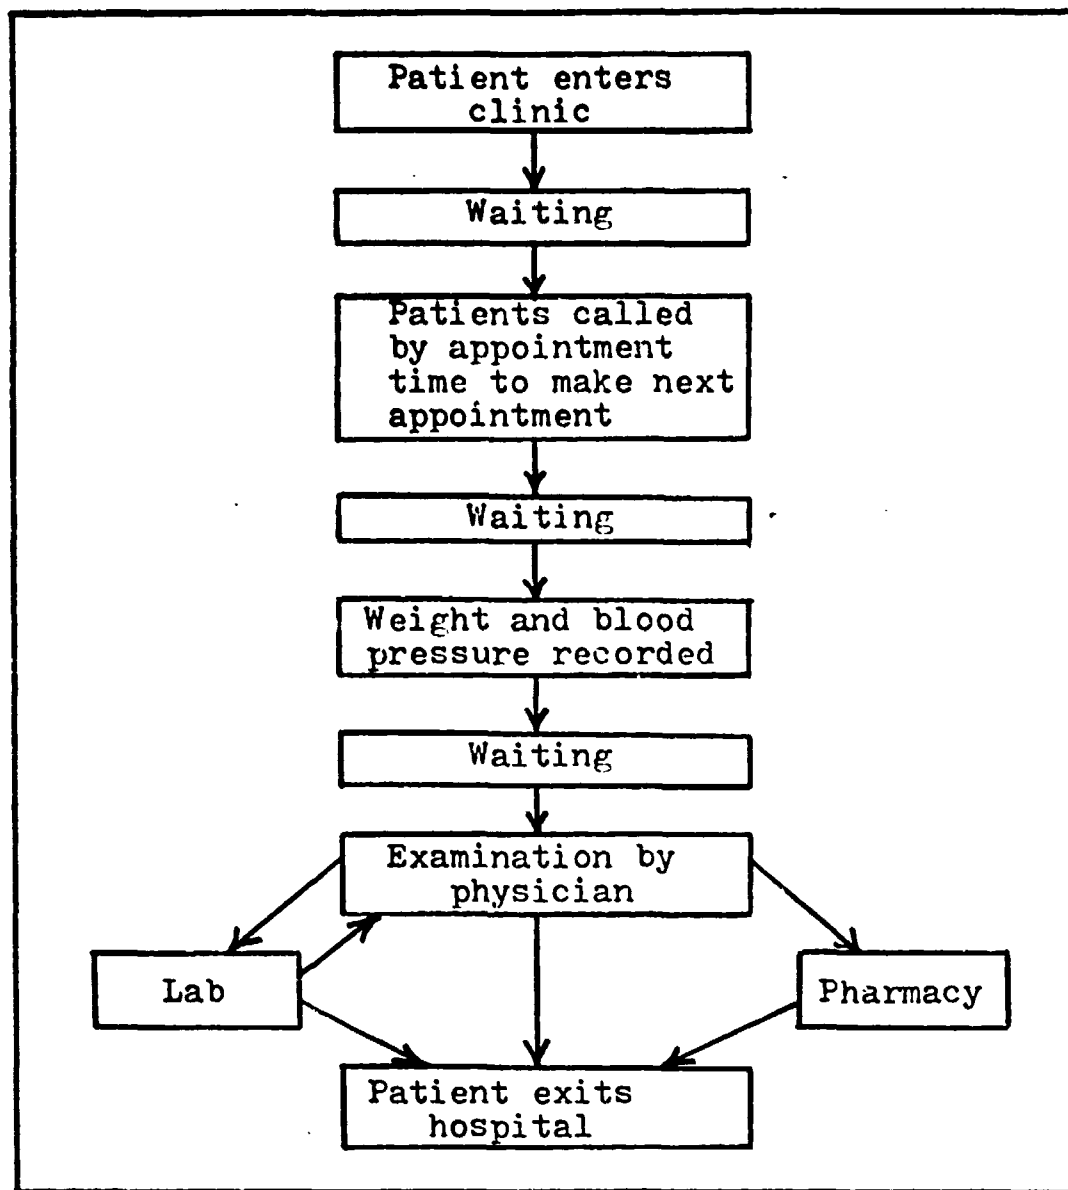 Patient enters
clinic
Waiting
Patients called
by appointment
time to make next
appointment
Waiting
Weight and blood
pressure recorded
Waiting
Examination by
physician
Lab
Pharmacy
Patient exits
hospital